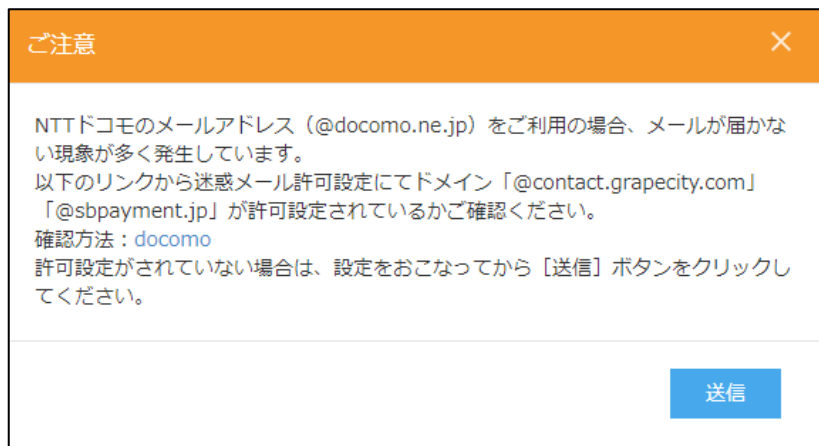 ご注意
NTTドコモのメールアドレス（@docomo.ne.jp）をご利用の場合、メールが届かな
い現象が多く発生しています。
以下のリンクから迷惑メール許可設定にてドメイン「@contact.grapecity.com」
「@sbpayment.jp」が許可設定されているかご確認ください。
確認方法：docomo
許可設定がされていない場合は、設定をおこなってから［送信］ボタンをクリックし
てください。
送信